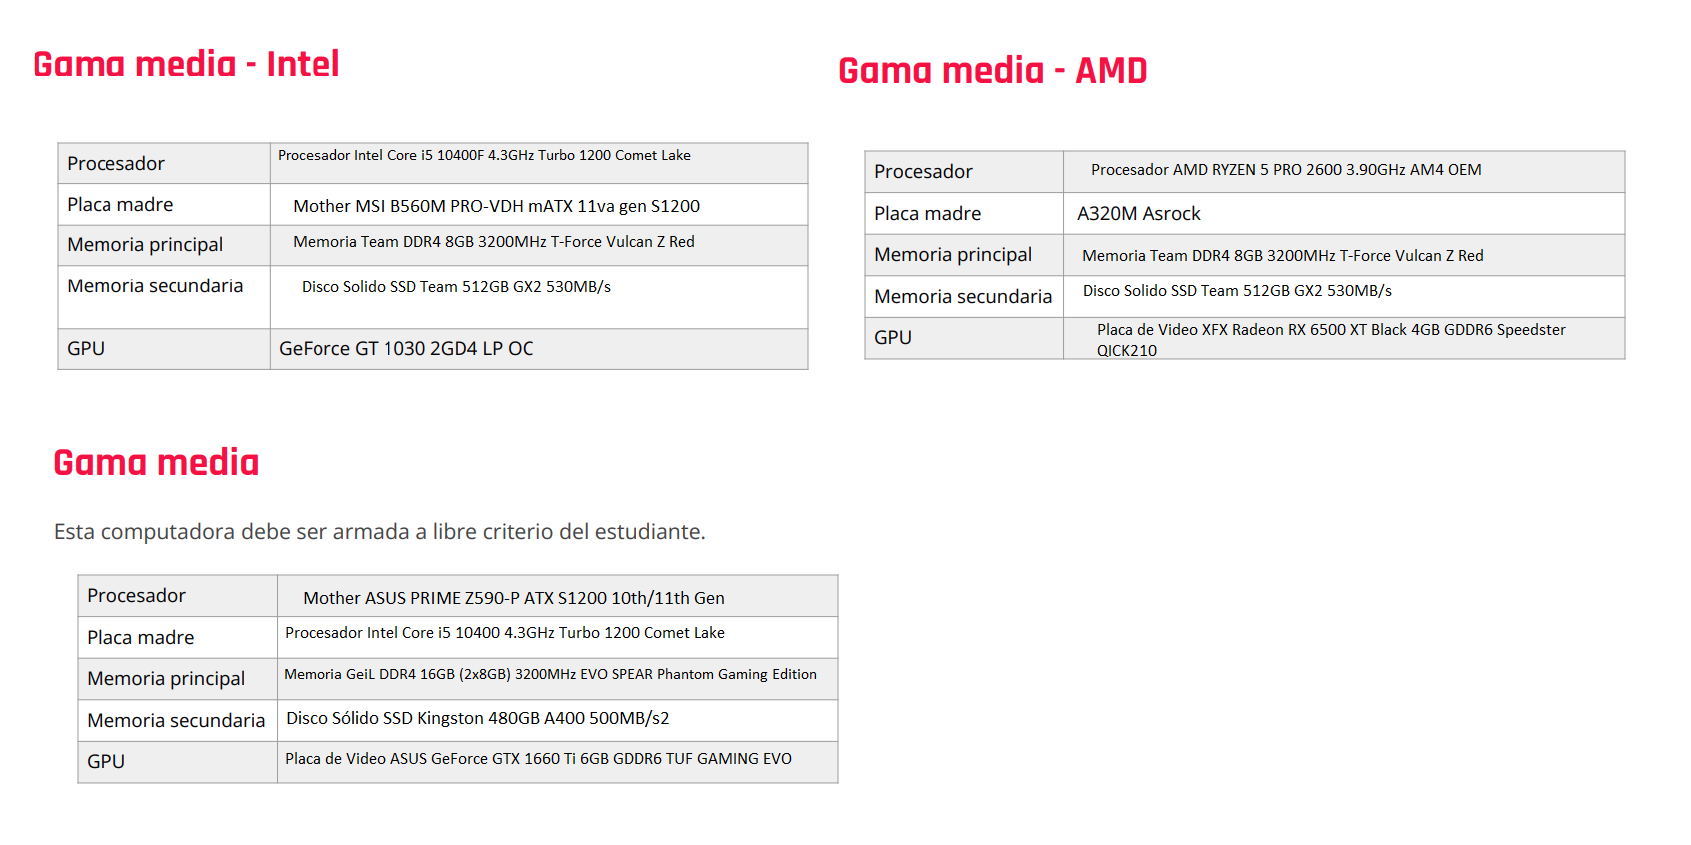 Gama media - Intel
Procesador Procesador Intel Core i5 10400F 4.3GHz Turbo 1200 Comet Lake
Placa madre Mother MSI B560M PRO-VDH mATX 11va gen S1200
Memoria principal Memoria Team DDR4 8GB 3200MHz T-Force Vulcan Z Red
Memoria secundaria Disco Solido SSD Team 512GB GX2 530MB/s
GPU GeForce GT 1030 2GD4 LP OC
Gama media - AMD
Procesador Procesador AMD RYZEN 5 PRO 2600 3.90GHz AM4 OEM
Placa madre A320M Asrock
Memoria principal Memoria Team DDR4 8GB 3200MHz T-Force Vulcan Z Red
Memoria secundaria Disco Solido SSD Team 512GB GX2 530MB/s
GPU Placa de Video XFX Radeon RX 6500 XT Black 4GB GDDR6 Speedster
QICK210
Gama media
Esta computadora debe ser armada a libre criterio del estudiante.
Procesador Mother ASUS PRIME Z590-P ATX S1200 10th/11th Gen
Placa madre Procesador Intel Core i5 10400 4.3GHz Turbo 1200 Comet Lake
Memoria principal Memoria GeiL DDR4 16GB (2x8GB) 3200MHz EVO SPEAR Phantom Gaming Edition
Memoria secundaria Disco Sólido SSD Kingston 480GB A400 500MB/s2
GPU Placa de Video ASUS GeForce GTX 1660 Ti 6GB GDDR6 TUF GAMING EVO